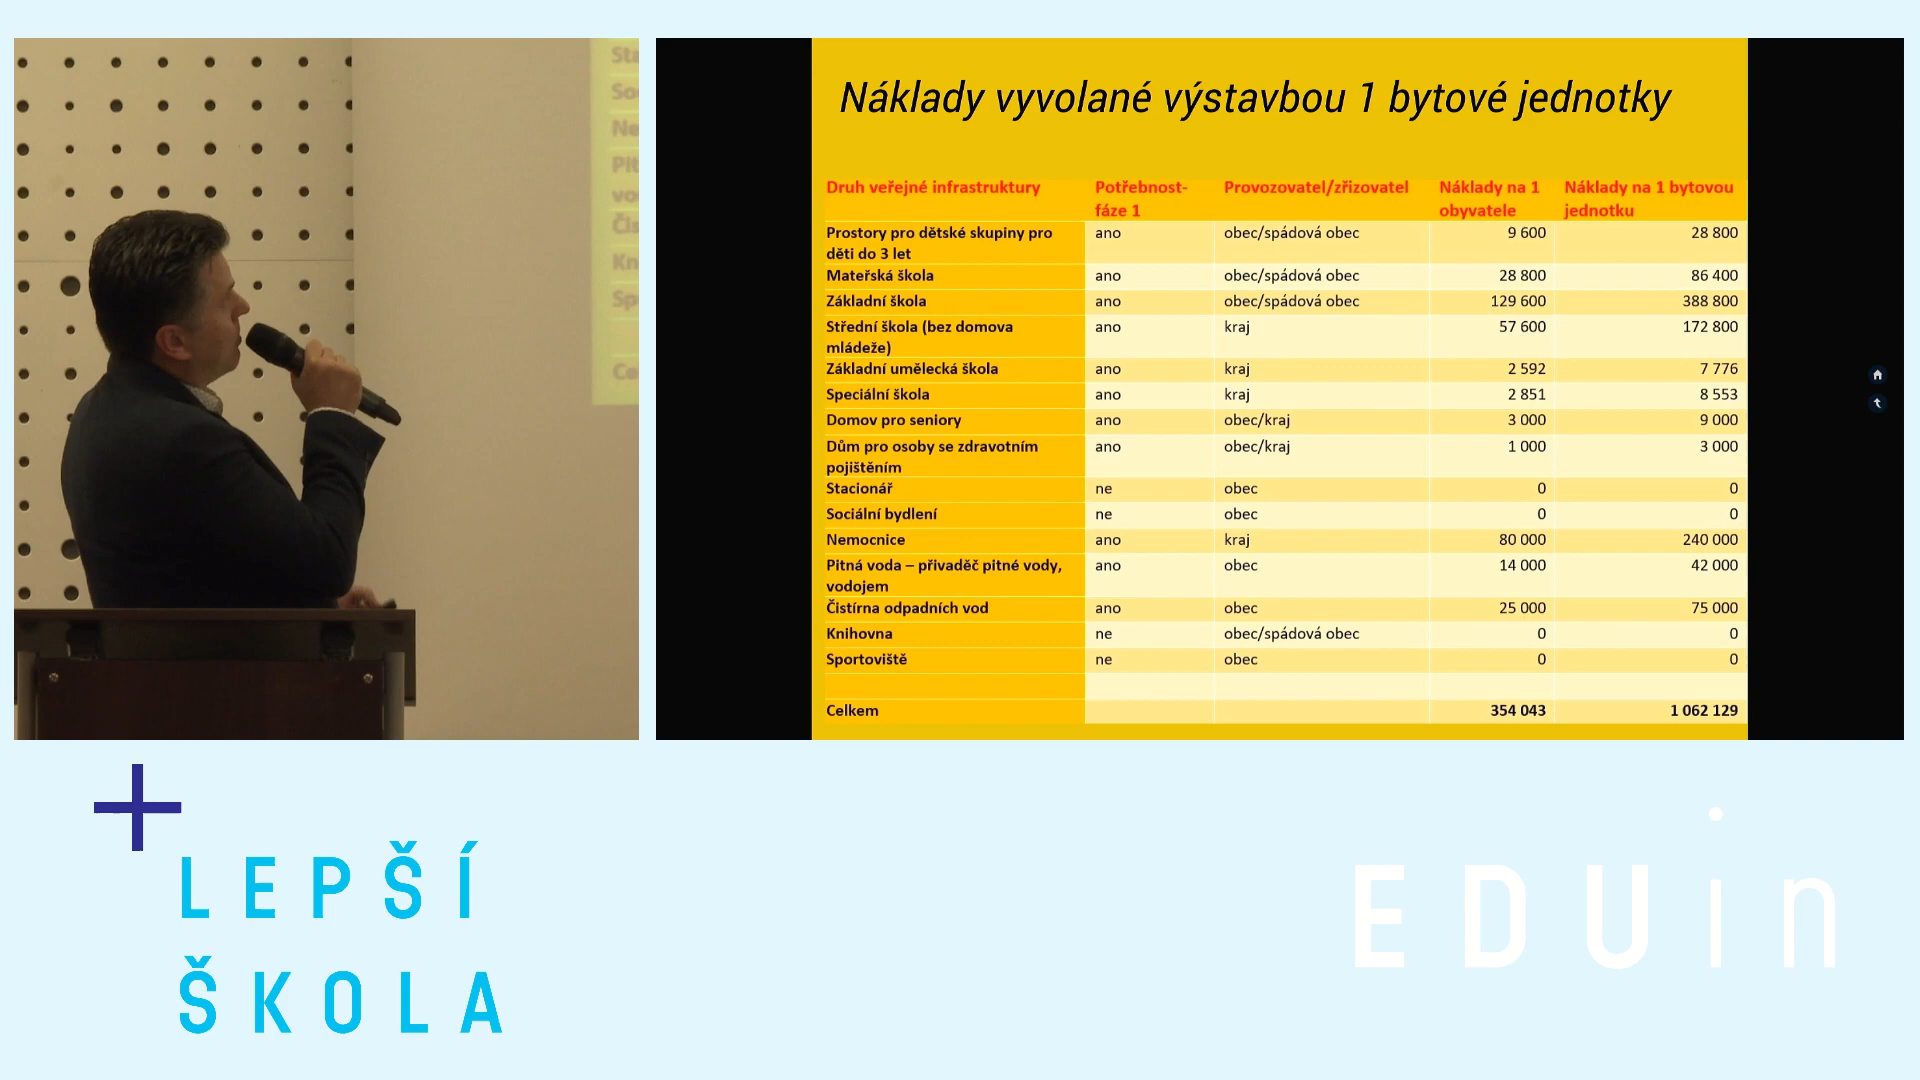 Náklady vyvolané výstavbou 1 bytové jednotky
Druh veřejné infrastruktury Potřebnost- Provozovatel/zřizovatel Náklady na 1 Náklady na 1 bytovou
fáze 1 obyvatele jednotku
Prostory pro dětské skupiny pro ano obec/spádová obec 9 600 28 800
děti do 3 let
Mateřská škola ano obec/spádová obec 28 800 86 400
Základní škola ano obec/spádová obec 129 600 388 800
Střední škola (bez domova ano kraj 57 600 172 800
mládeže)
Základní umělecká škola ano kraj 2 592 7 776
Speciální škola ano kraj 2 851 8 553
Domov pro seniory ano obec/kraj 3 000 9 000
Dům pro osoby se zdravotním ano obec/kraj 1 000 3 000
pojištěním
Stacionář ne obec 0 0
Sociální bydlení ne obec 0 0
Nemocnice ano kraj 80 000 240 000
Pitná voda – přivaděč pitné vody, ano obec 14 000 42 000
vodojem
Čistírna odpadních vod ano obec 25 000 75 000
Knihovna ne obec/spádová obec 0 0
Sportoviště ne obec 0 0
Celkem 354 043 1 062 129
LEPŠÍ
ŠKOLA
EDUin